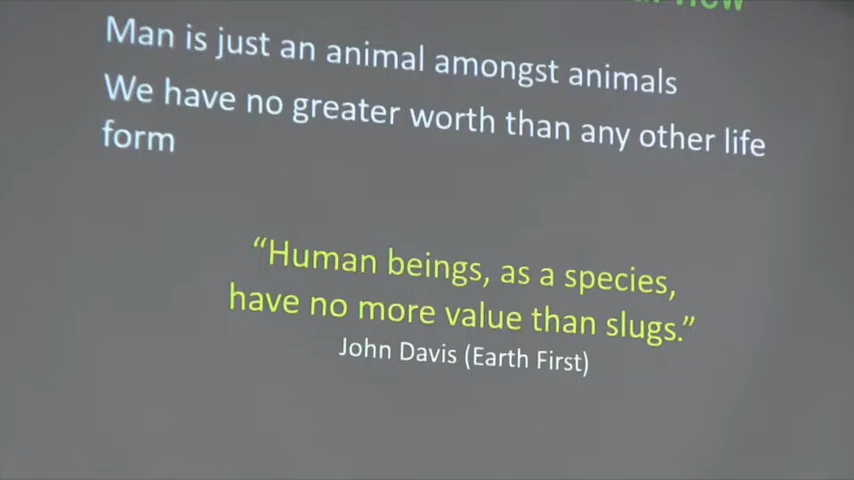 view
Man is just an animal amongst animals
We have no greater worth than any other life
form
“Human beings, as a species,
have no more value than slugs.”
John Davis (Earth First)